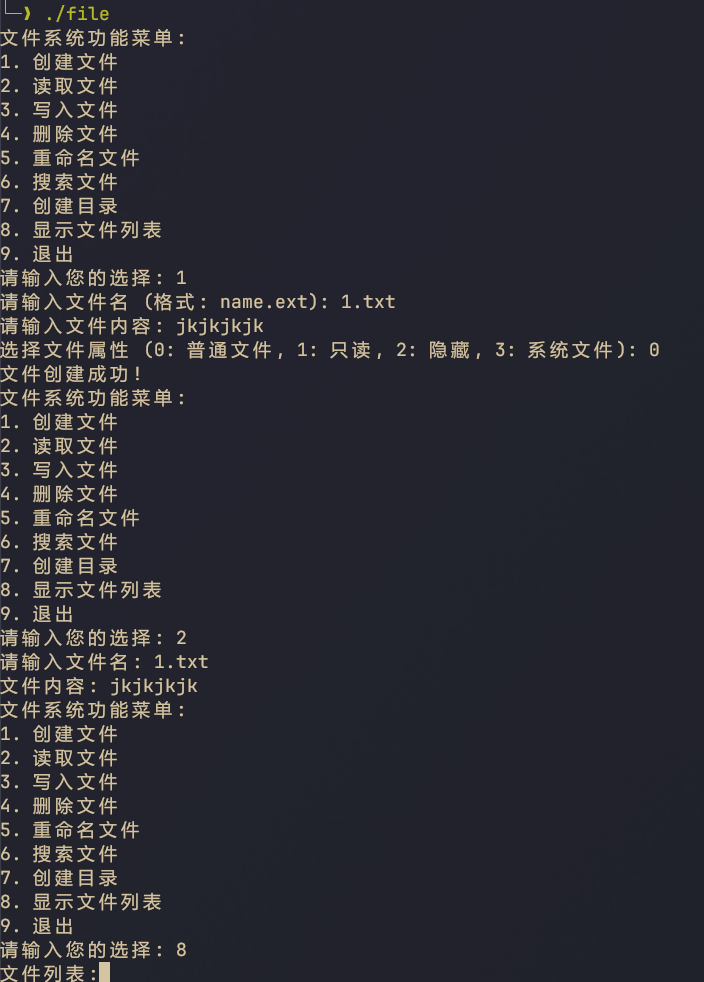 └─❯ ./file
文件系统功能菜单:
1. 创建文件
2. 读取文件
3. 写入文件
4. 删除文件
5. 重命名文件
6. 搜索文件
7. 创建目录
8. 显示文件列表
9. 退出
请输入您的选择: 1
请输入文件名 (格式: name.ext): 1.txt
请输入文件内容: jkjkjkjk
选择文件属性 (0: 普通文件, 1: 只读, 2: 隐藏, 3: 系统文件): 0
文件创建成功!
文件系统功能菜单:
1. 创建文件
2. 读取文件
3. 写入文件
4. 删除文件
5. 重命名文件
6. 搜索文件
7. 创建目录
8. 显示文件列表
9. 退出
请输入您的选择: 2
请输入文件名: 1.txt
文件内容: jkjkjkjk
文件系统功能菜单:
1. 创建文件
2. 读取文件
3. 写入文件
4. 删除文件
5. 重命名文件
6. 搜索文件
7. 创建目录
8. 显示文件列表
9. 退出
请输入您的选择: 8
文件列表: